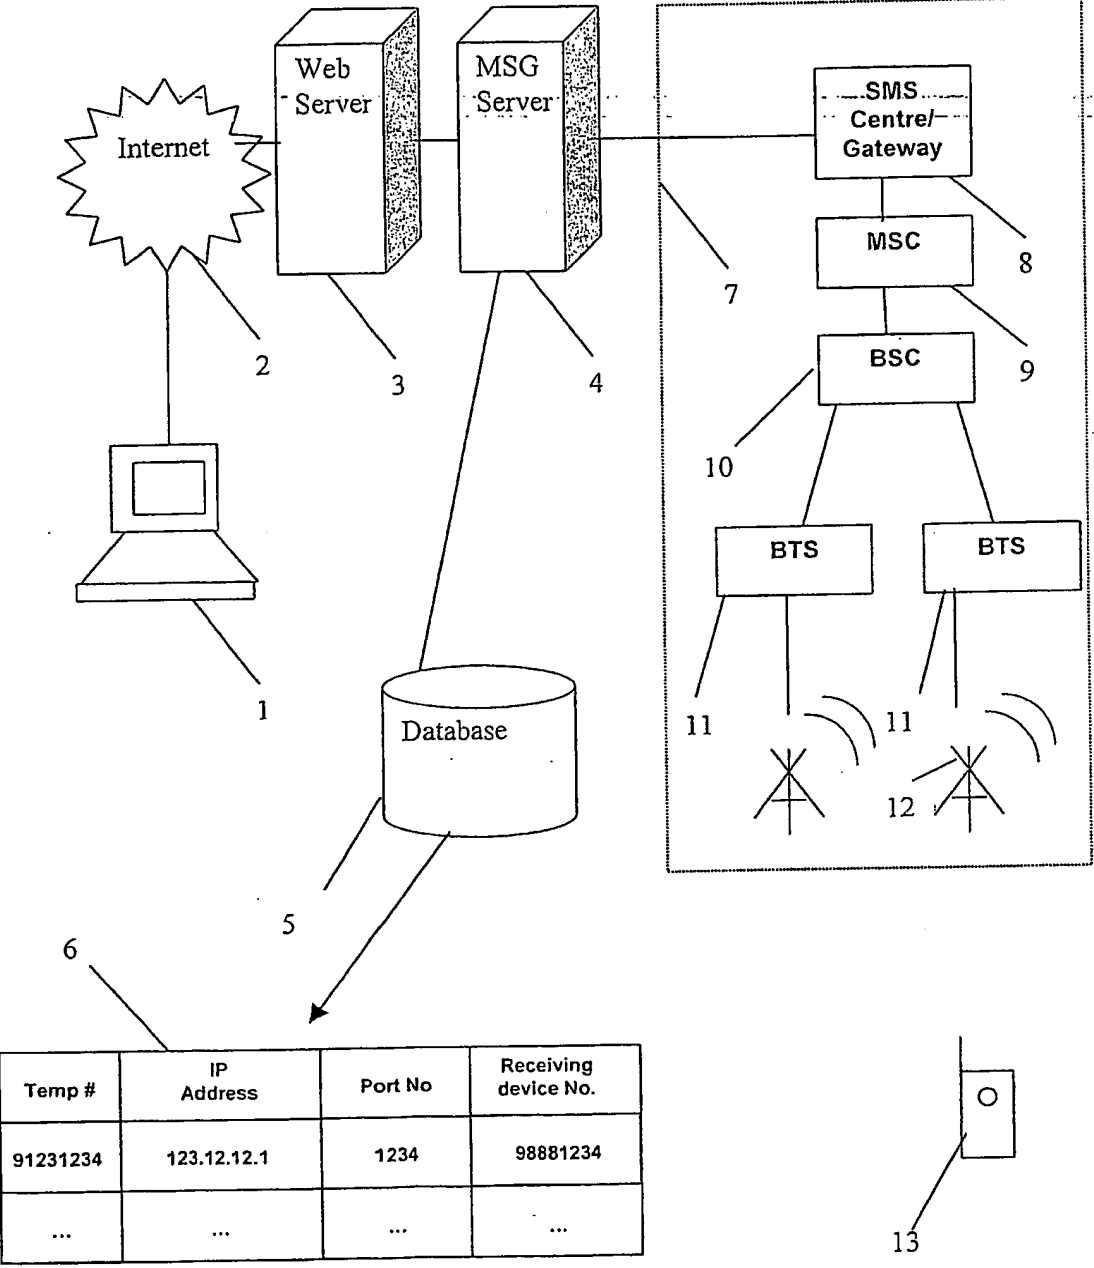 Web
Server
MSG
Server
SMS
Centre/
Gateway
Internet
MSC
8
7
2
3
4
BSC
9
10
BTS
BTS
1
11
11
Database
12
5
6
Temp #
IP
Address
Port No
Receiving
device No.
91231234
123.12.12.1
1234
98881234
...
...
...
...
13